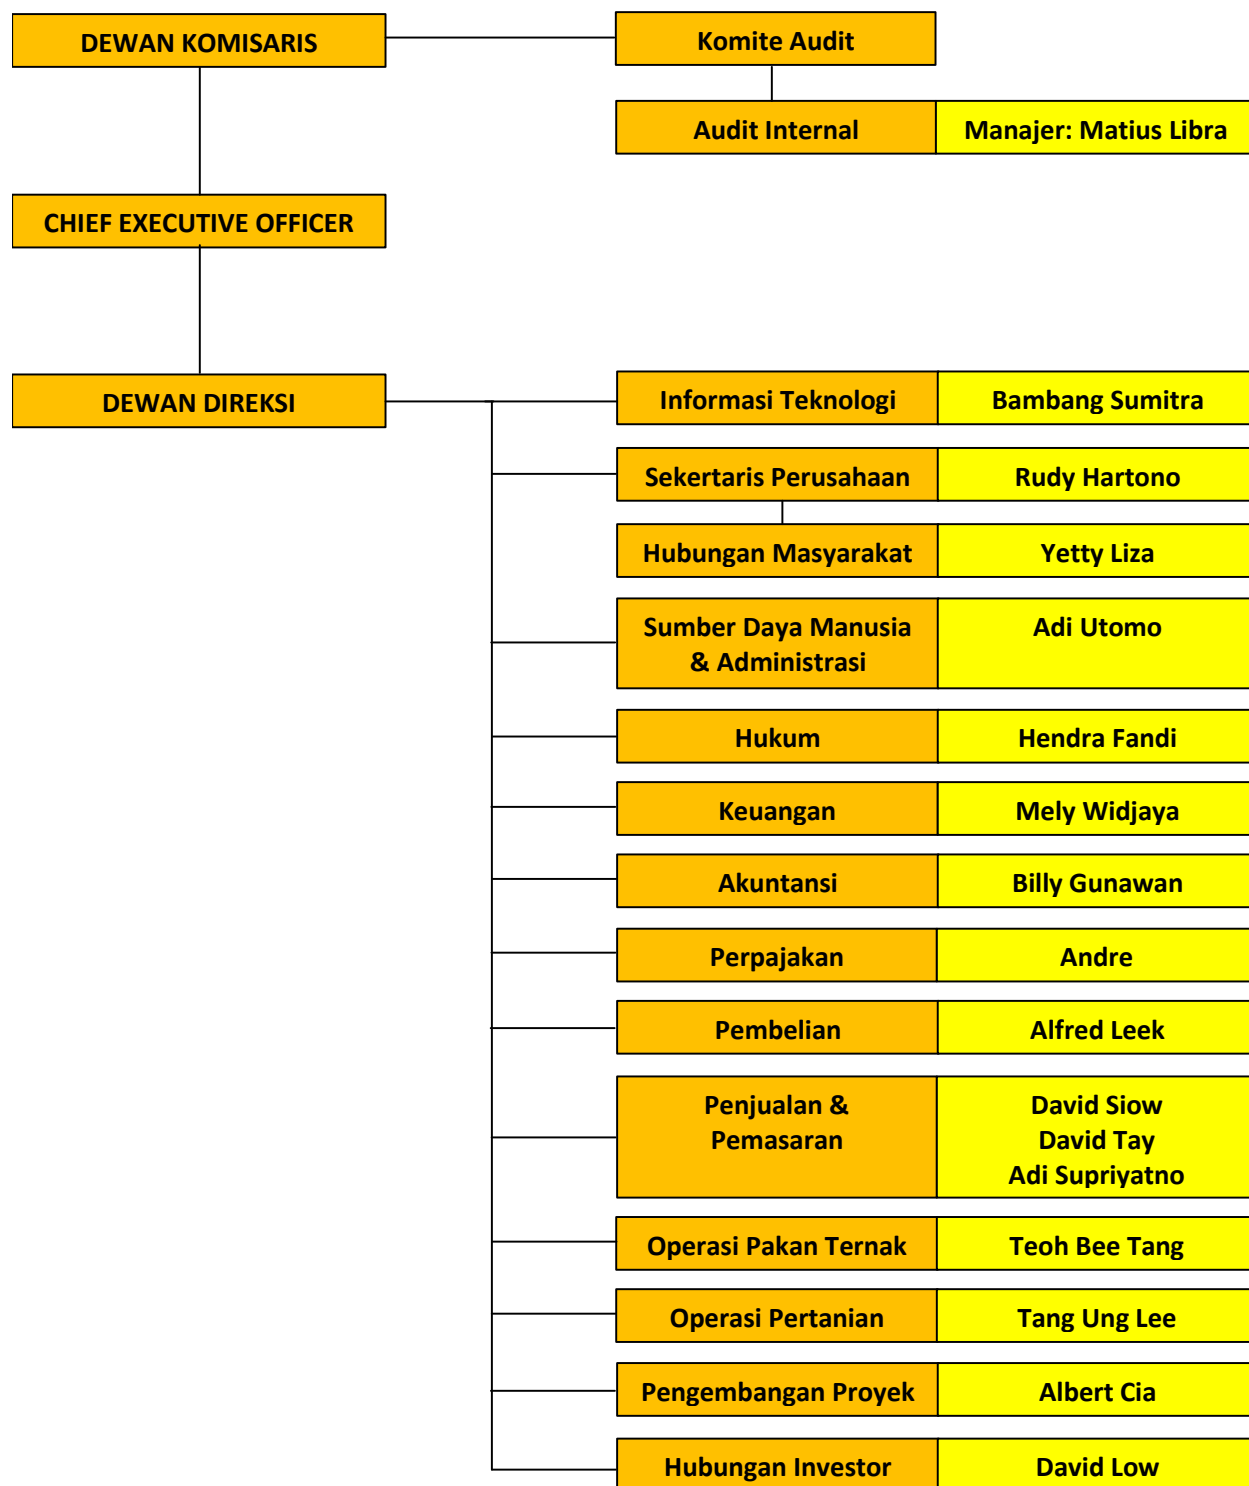 DEWAN KOMISARIS
Komite Audit
Audit Internal
Manajer: Matius Libra
CHIEF EXECUTIVE OFFICER
DEWAN DIREKSI
Informasi Teknologi
Bambang Sumitra
Sekertaris Perusahaan
Rudy Hartono
Hubungan Masyarakat
Yetty Liza
Sumber Daya Manusia
& Administrasi
Adi Utomo
Hukum
Hendra Fandi
Keuangan
Mely Widjaya
Akuntansi
Billy Gunawan
Perpajakan
Andre
Pembelian
Alfred Leek
Penjualan &
Pemasaran
David Siow
David Tay
Adi Supriyatno
Operasi Pakan Ternak
Teoh Bee Tang
Operasi Pertanian
Tang Ung Lee
Pengembangan Proyek
Albert Cia
Hubungan Investor
David Low